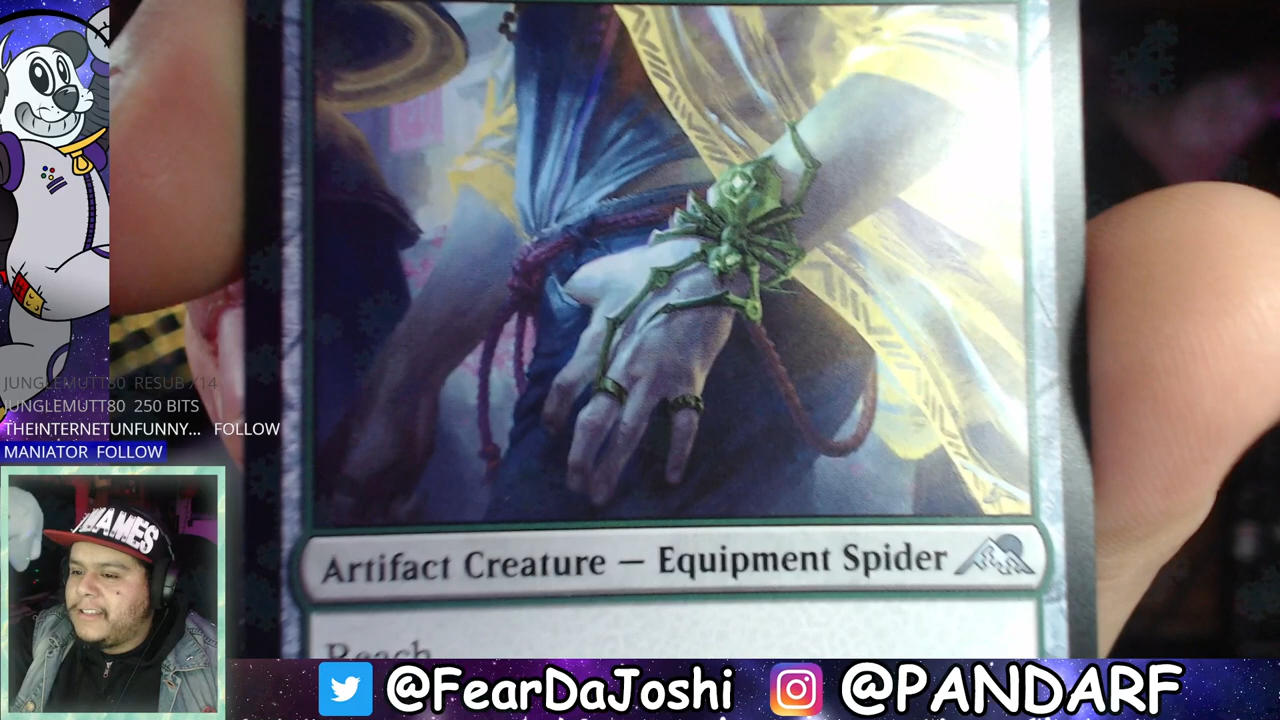 JUNGLEMUTT80 RESUB X14
JUNGLEMUTT80 250 BITS
THEINTERNETUNFUNNY... FOLLOW
MANIATOR FOLLOW
Artifact Creature — Equipment Spider
Reach
@FearDaJoshi @PANDARF